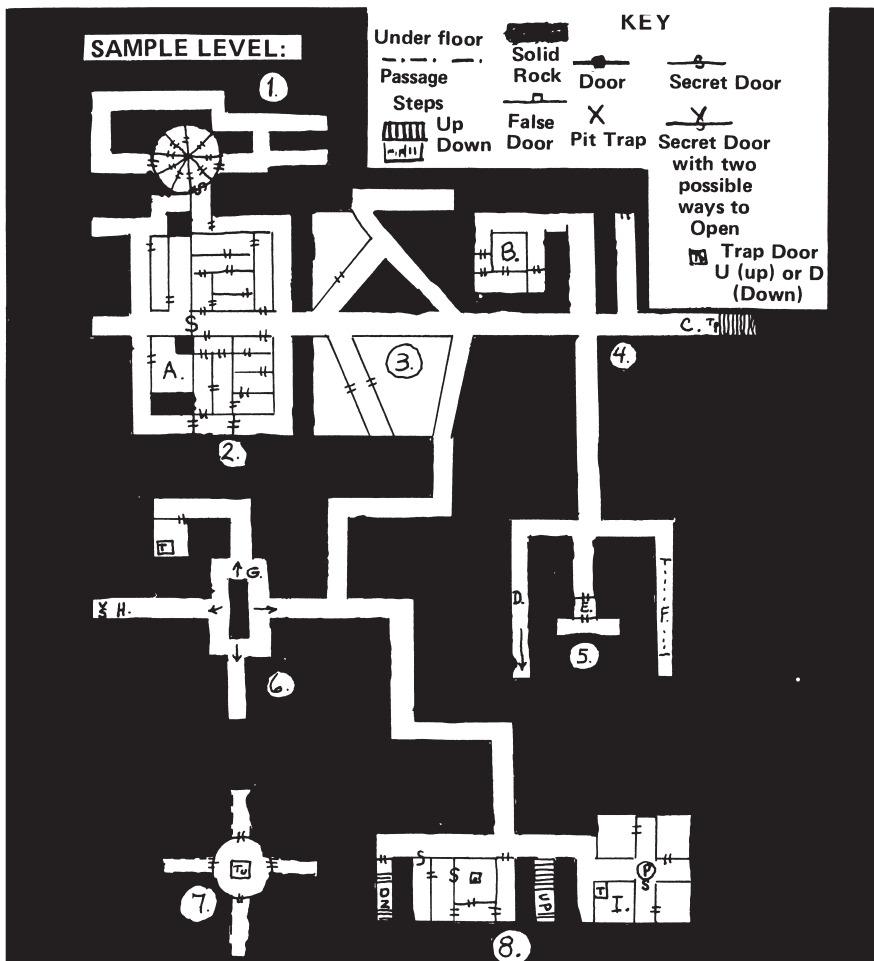 SAMPLE LEVEL:
KEY
Under floor
Passage
Solid
Rock
Door
Secret Door
Steps
Up
Down
False
Door
Pit Trap
Secret Door
with two
possible
ways to
Open
Trap Door
U (up) or D
(Down)
1.
B.
S
C.
3.
4.
A.
2.
T
G.
H.
D.
E.
F.
5.
6.
S
S
P
S
T
I.
UP
7.
8.